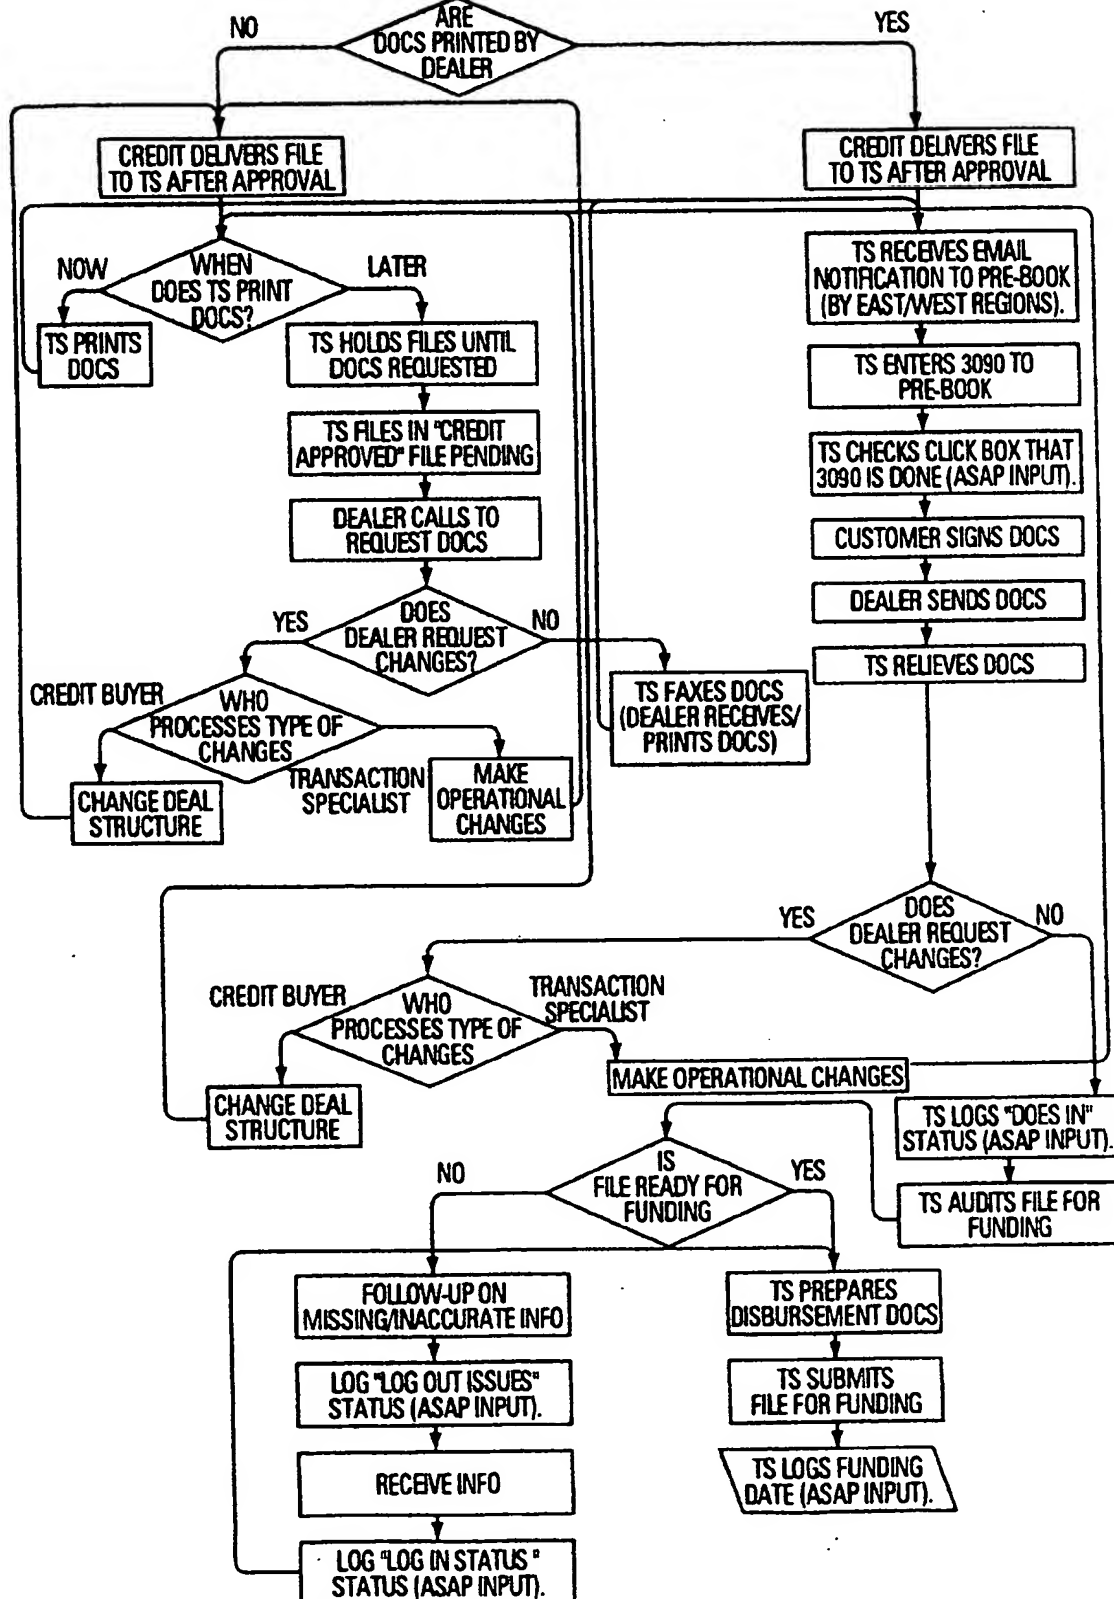 ARE
DOCS PRINTED BY
DEALER
NO
YES
CREDIT DELIVERS FILE
TO TS AFTER APPROVAL
CREDIT DELIVERS FILE
TO TS AFTER APPROVAL
WHEN
DOES TS PRINT
DOCS?
NOW
LATER
TS PRINTS
DOCS
TS HOLDS FILES UNTIL
DOCS REQUESTED
TS FILES IN "CREDIT
APPROVED" FILE PENDING
DEALER CALLS TO
REQUEST DOCS
DOES
DEALER REQUEST
CHANGES?
YES
NO
TS FAXES DOCS
(DEALER RECEIVES/
PRINTS DOCS)
CREDIT BUYER
WHO
PROCESSES TYPE OF
CHANGES
TRANSACTION
SPECIALIST
CHANGE DEAL
STRUCTURE
MAKE
OPERATIONAL
CHANGES
TS RECEIVES EMAIL
NOTIFICATION TO PRE-BOOK
(BY EAST/WEST REGIONS).
TS ENTERS 3090 TO
PRE-BOOK
TS CHECKS CLICK BOX THAT
3090 IS DONE (ASAP INPUT).
CUSTOMER SIGNS DOCS
DEALER SENDS DOCS
TS RELIEVES DOCS
DOES
DEALER REQUEST
CHANGES?
YES
NO
CREDIT BUYER
WHO
PROCESSES TYPE OF
CHANGES
TRANSACTION
SPECIALIST
CHANGE DEAL
STRUCTURE
MAKE OPERATIONAL CHANGES
TS LOGS "DOES IN"
STATUS (ASAP INPUT).
TS AUDITS FILE FOR
FUNDING
IS
FILE READY FOR
FUNDING
NO
YES
FOLLOW-UP ON
MISSING/INACCURATE INFO
LOG "LOG OUT ISSUES"
STATUS (ASAP INPUT).
RECEIVE INFO
LOG "LOG IN STATUS "
STATUS (ASAP INPUT).
TS PREPARES
DISBURSEMENT DOCS
TS SUBMITS
FILE FOR FUNDING
TS LOGS FUNDING
DATE (ASAP INPUT).